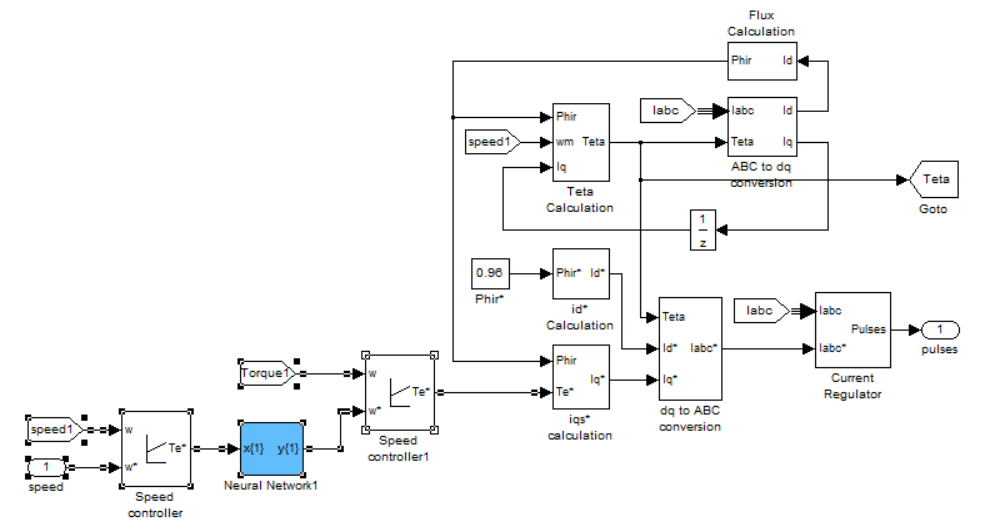 Flux
Calculation
Phir Id
Iabc
Iabc Id
Teta Iq
ABC to dq
conversion
Phir
speed1
wm Teta
Iq
Teta
Calculation
Teta
Goto
1
z
0.96
Phir*
Phir* Id*
id*
Calculation
Iabc
Iabc
Pulses
Iabc*
Current
Regulator
1
pulses
Teta
Id* Iabc*
Iq*
dq to ABC
conversion
Phir
Iq*
Te*
iqs*
calculation
Torque1
w
Te*
w*
Speed
controller1
speed1
1
speed
w
Te*
w*
Speed
controller
x{1} y{1}
Neural Network1